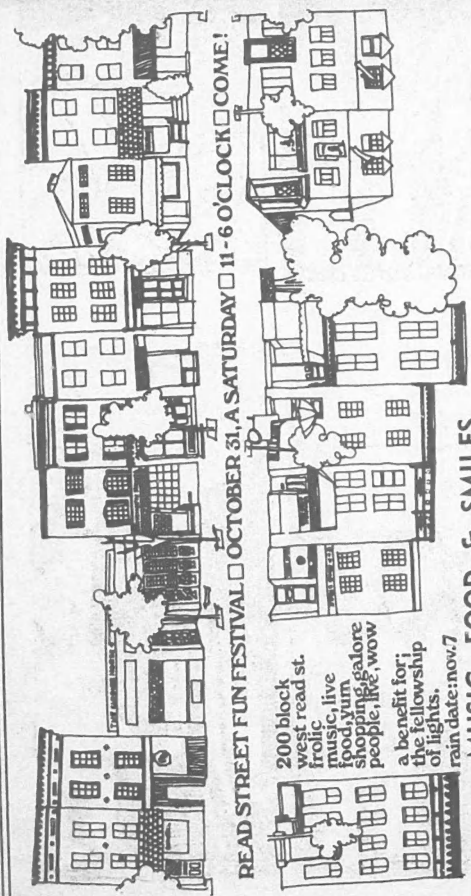 READ STREET FUN FESTIVAL □ OCTOBER 31, A SATURDAY □ 11-6 O'CLOCK □ COME!
200 block
west read st.
frolic
music, live
food, yum
shopping, galore
people, live, wow
a benefit for;
the fellowship
of lights.
rain date: nov. 7
MUSIC, FOOD & SMILES